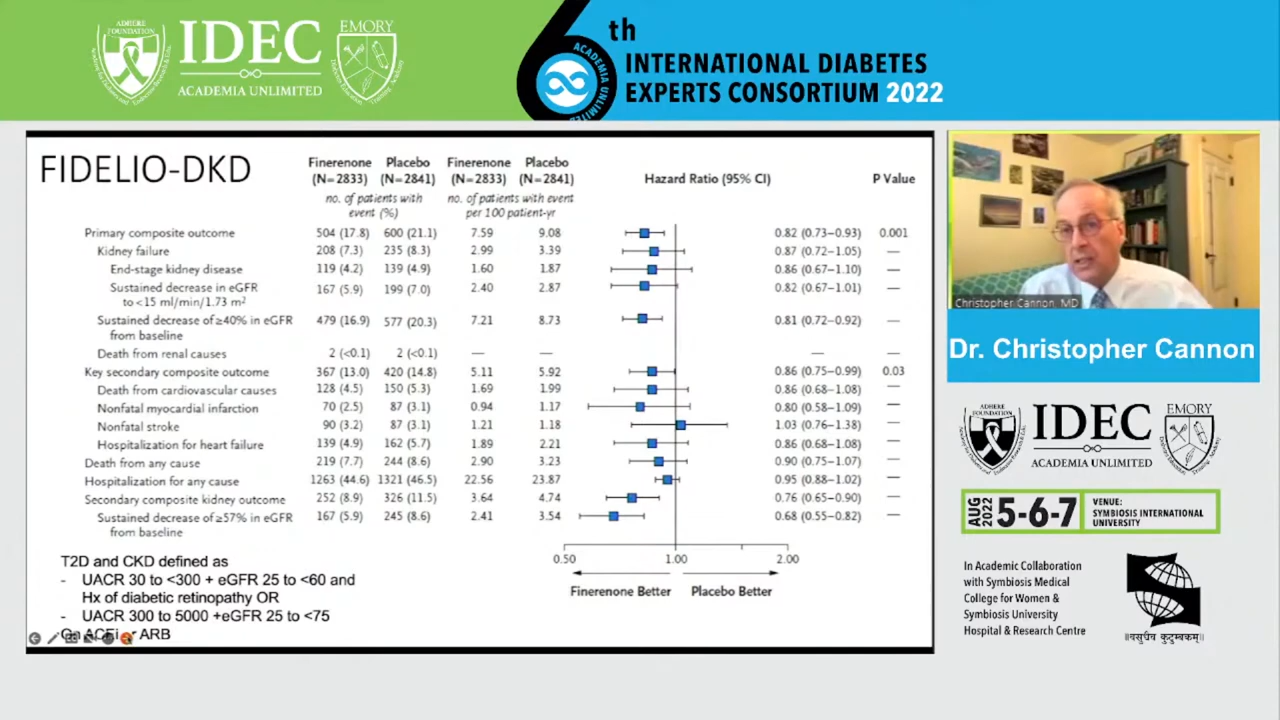 ADHERE
FOUNDATION
IDEC
ACADEMIA UNLIMITED
EMORY
6th
ACADEMIA UNLIMITED
INTERNATIONAL DIABETES
EXPERTS CONSORTIUM 2022
FIDELIO-DKD
Finerenone Placebo Finerenone Placebo
(N=2833) (N=2841) (N=2833) (N=2841) Hazard Ratio (95% CI) P Value
no. of patients with no. of patients with event
event (%) per 100 patient-yr
Primary composite outcome 504 (17.8) 600 (21.1) 7.59 9.08 0.82 (0.73–0.93) 0.001
Kidney failure 208 (7.3) 235 (8.3) 2.99 3.39 0.87 (0.72–1.05) —
End-stage kidney disease 119 (4.2) 139 (4.9) 1.60 1.87 0.86 (0.67–1.10) —
Sustained decrease in eGFR 167 (5.9) 199 (7.0) 2.40 2.87 0.82 (0.67–1.01) —
to <15 ml/min/1.73 m²
Sustained decrease of ≥40% in eGFR 479 (16.9) 577 (20.3) 7.21 8.73 0.81 (0.72–0.92) —
from baseline
Death from renal causes 2 (<0.1) 2 (<0.1) — — — —
Key secondary composite outcome 367 (13.0) 420 (14.8) 5.11 5.92 0.86 (0.75–0.99) 0.03
Death from cardiovascular causes 128 (4.5) 150 (5.3) 1.69 1.99 0.86 (0.68–1.08) —
Nonfatal myocardial infarction 70 (2.5) 87 (3.1) 0.94 1.17 0.80 (0.58–1.09) —
Nonfatal stroke 90 (3.2) 87 (3.1) 1.21 1.18 1.03 (0.76–1.38) —
Hospitalization for heart failure 139 (4.9) 162 (5.7) 1.89 2.21 0.86 (0.68–1.08) —
Death from any cause 219 (7.7) 244 (8.6) 2.90 3.23 0.90 (0.75–1.07) —
Hospitalization for any cause 1263 (44.6) 1321 (46.5) 22.56 23.87 0.95 (0.88–1.02) —
Secondary composite kidney outcome 252 (8.9) 326 (11.5) 3.64 4.74 0.76 (0.65–0.90) —
Sustained decrease of ≥57% in eGFR 167 (5.9) 245 (8.6) 2.41 3.54 0.68 (0.55–0.82) —
from baseline
0.50 1.00 2.00
Finerenone Better Placebo Better
T2D and CKD defined as
- UACR 30 to <300 + eGFR 25 to <60 and
Hx of diabetic retinopathy OR
- UACR 300 to 5000 +eGFR 25 to <75
ARB
Christopher Cannon, MD
Dr. Christopher Cannon
ADHERE
FOUNDATION
IDEC
ACADEMIA UNLIMITED
EMORY
AUG
2022
5-6-7
VENUE:
SYMBIOSIS INTERNATIONAL
UNIVERSITY
In Academic Collaboration
with Symbiosis Medical
College for Women &
Symbiosis University
Hospital & Research Centre
॥वसुधैव कुटुम्बकम्॥